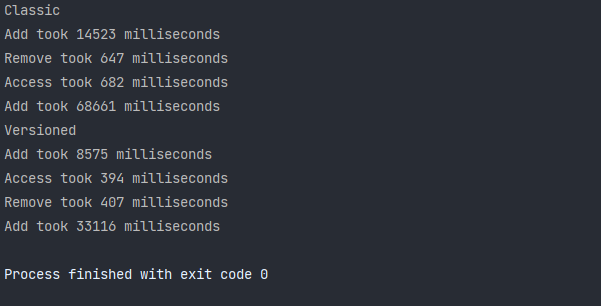 Classic
Add took 14523 milliseconds
Remove took 647 milliseconds
Access took 682 milliseconds
Add took 68661 milliseconds
Versioned
Add took 8575 milliseconds
Access took 394 milliseconds
Remove took 407 milliseconds
Add took 33116 milliseconds
Process finished with exit code 0